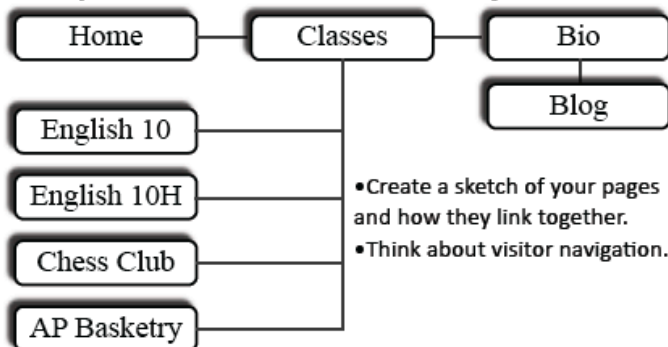 Home
Classes
Bio
Blog
English 10
English 10H
Chess Club
AP Basketry
•Create a sketch of your pages
and how they link together.
•Think about visitor navigation.